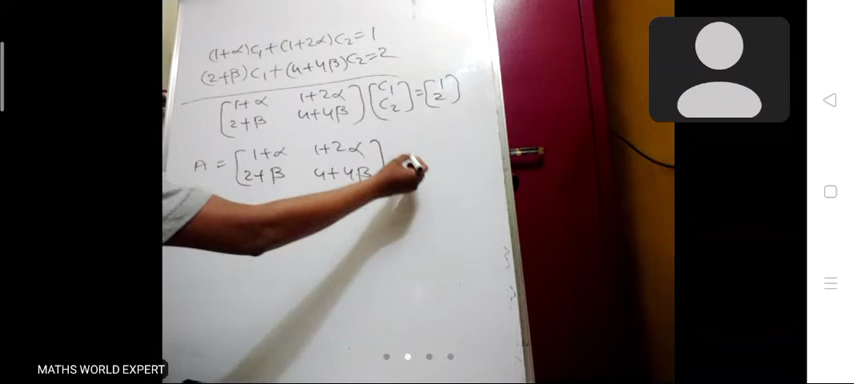 (1+α)C₁+(1+2α)C₂=1
(2+β)C₁+(4+4β)C₂=2
[1+α 1+2α] [C₁] = [1]
[2+β 4+4β] [C₂] [2]
A = [1+α 1+2α]
[2+β 4+4β]
MATHS WORLD EXPERT